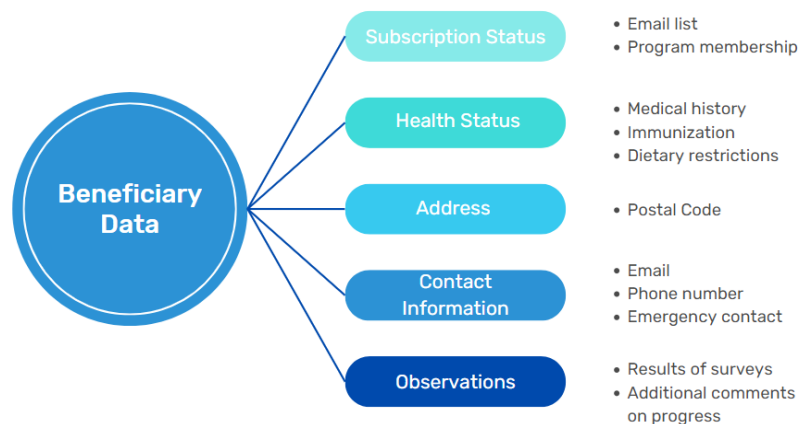 Beneficiary
Data
Subscription Status
• Email list
• Program membership
Health Status
• Medical history
• Immunization
• Dietary restrictions
Address
• Postal Code
Contact
Information
• Email
• Phone number
• Emergency contact
Observations
• Results of surveys
• Additional comments
on progress